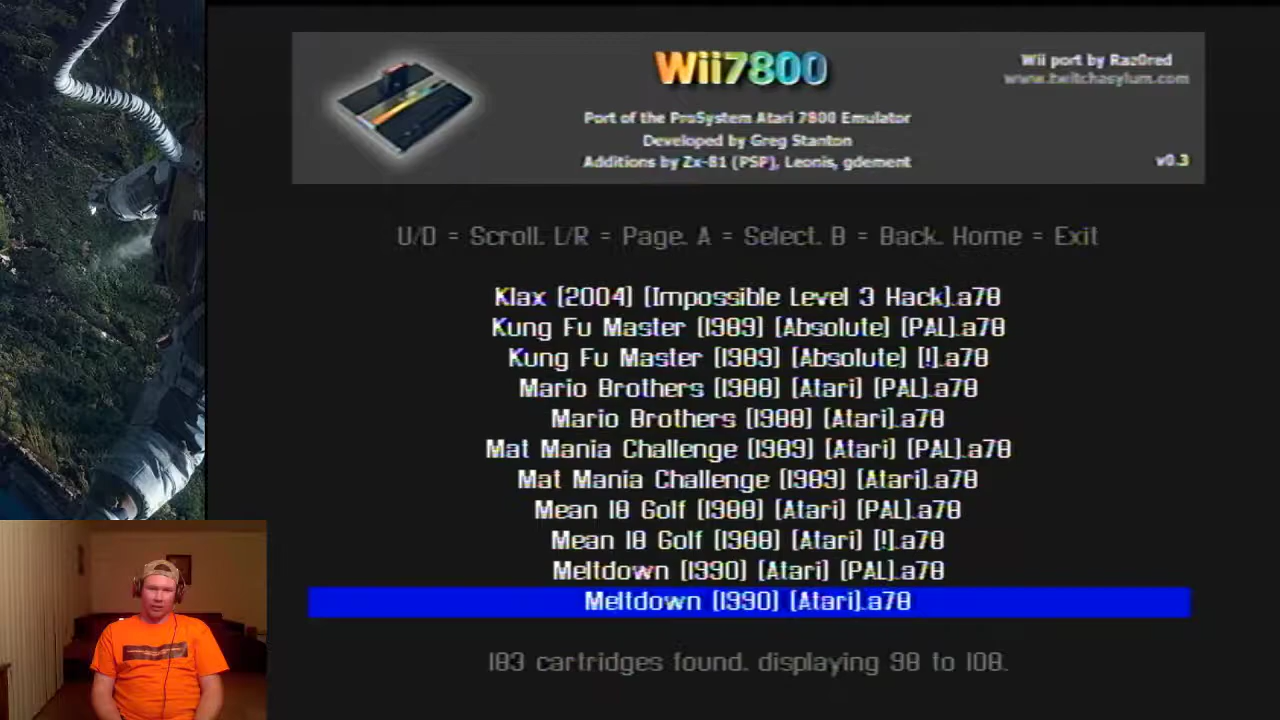 Wii7800
Wii port by Raz0red
www.twitchasylum.com
Port of the ProSystem Atari 7800 Emulator
Developed by Greg Stanton
Additions by Zx-81 (PSP), Leonis, gdement
v0.3
U/D = Scroll. L/R = Page. A = Select. B = Back. Home = Exit
Klax (2004) (Impossible Level 3 Hack).a78
Kung Fu Master (1989) (Absolute) (PAL).a78
Kung Fu Master (1989) (Absolute) [!].a78
Mario Brothers (1988) (Atari) (PAL).a78
Mario Brothers (1988) (Atari).a78
Mat Mania Challenge (1989) (Atari) (PAL).a78
Mat Mania Challenge (1989) (Atari).a78
Mean 18 Golf (1988) (Atari) (PAL).a78
Mean 18 Golf (1988) (Atari) [!].a78
Meltdown (1990) (Atari) (PAL).a78
Meltdown (1990) (Atari).a78
183 cartridges found. displaying 98 to 108.